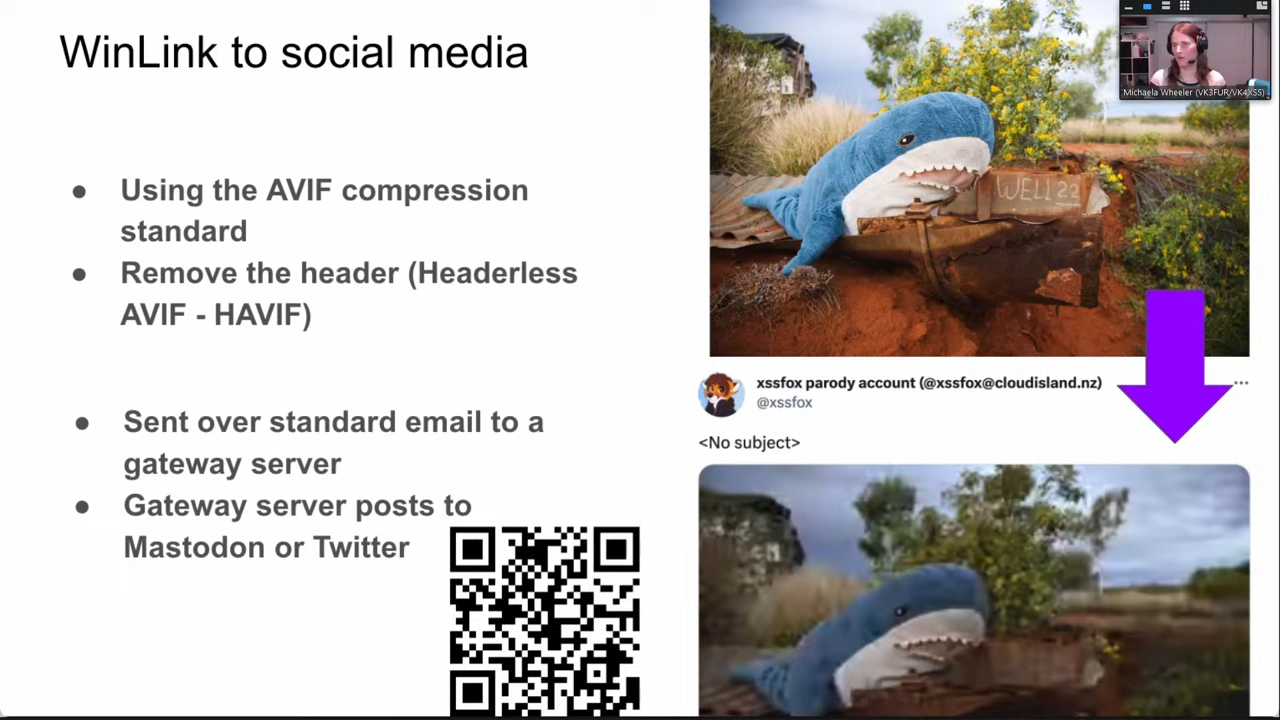 WinLink to social media
● Using the AVIF compression
standard
● Remove the header (Headerless
AVIF - HAVIF)
● Sent over standard email to a
gateway server
● Gateway server posts to
Mastodon or Twitter
WELL 22
Michaela Wheeler (VK3FUR/VK4XSS)
xssfox parody account (@xssfox@cloudisland.nz)
@xssfox
<No subject>